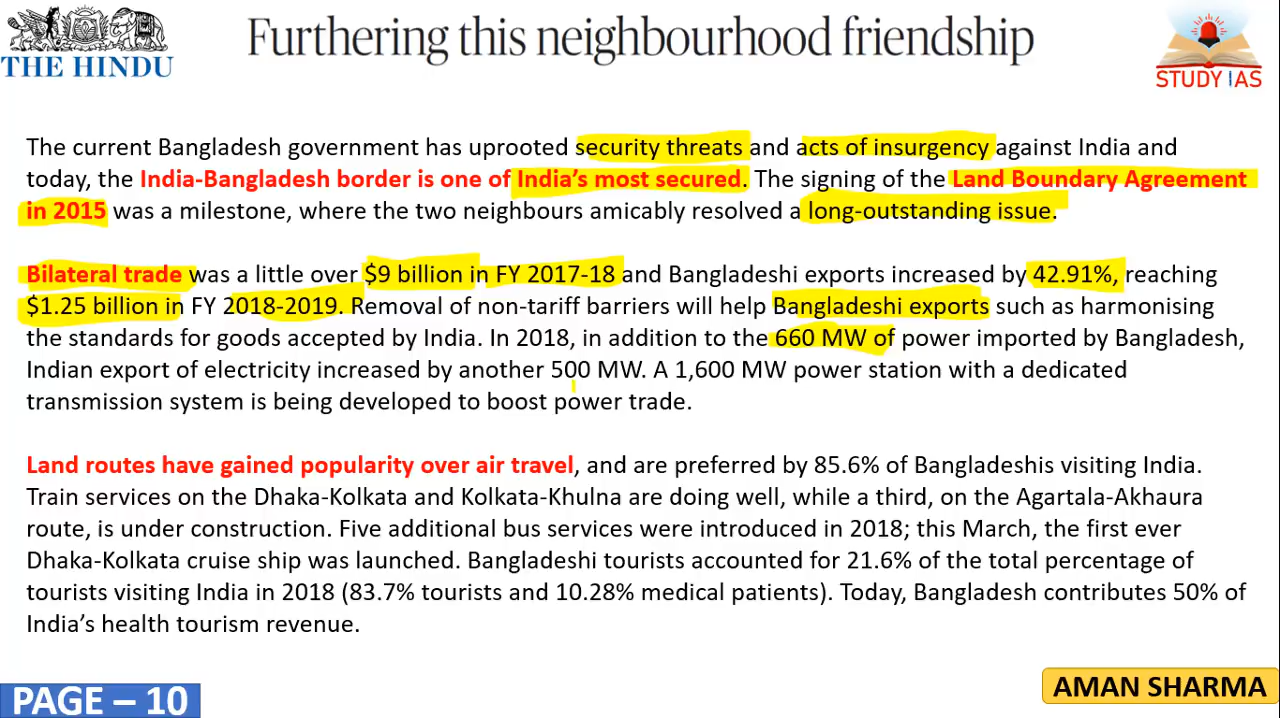 THE HINDU
Furthering this neighbourhood friendship
STUDY IAS
The current Bangladesh government has uprooted security threats and acts of insurgency against India and
today, the India-Bangladesh border is one of India's most secured. The signing of the Land Boundary Agreement
in 2015 was a milestone, where the two neighbours amicably resolved a long-outstanding issue.
Bilateral trade was a little over $9 billion in FY 2017-18 and Bangladeshi exports increased by 42.91%, reaching
$1.25 billion in FY 2018-2019. Removal of non-tariff barriers will help Bangladeshi exports such as harmonising
the standards for goods accepted by India. In 2018, in addition to the 660 MW of power imported by Bangladesh,
Indian export of electricity increased by another 500 MW. A 1,600 MW power station with a dedicated
transmission system is being developed to boost power trade.
Land routes have gained popularity over air travel, and are preferred by 85.6% of Bangladeshis visiting India.
Train services on the Dhaka-Kolkata and Kolkata-Khulna are doing well, while a third, on the Agartala-Akhaura
route, is under construction. Five additional bus services were introduced in 2018; this March, the first ever
Dhaka-Kolkata cruise ship was launched. Bangladeshi tourists accounted for 21.6% of the total percentage of
tourists visiting India in 2018 (83.7% tourists and 10.28% medical patients). Today, Bangladesh contributes 50% of
India's health tourism revenue.
PAGE – 10
AMAN SHARMA